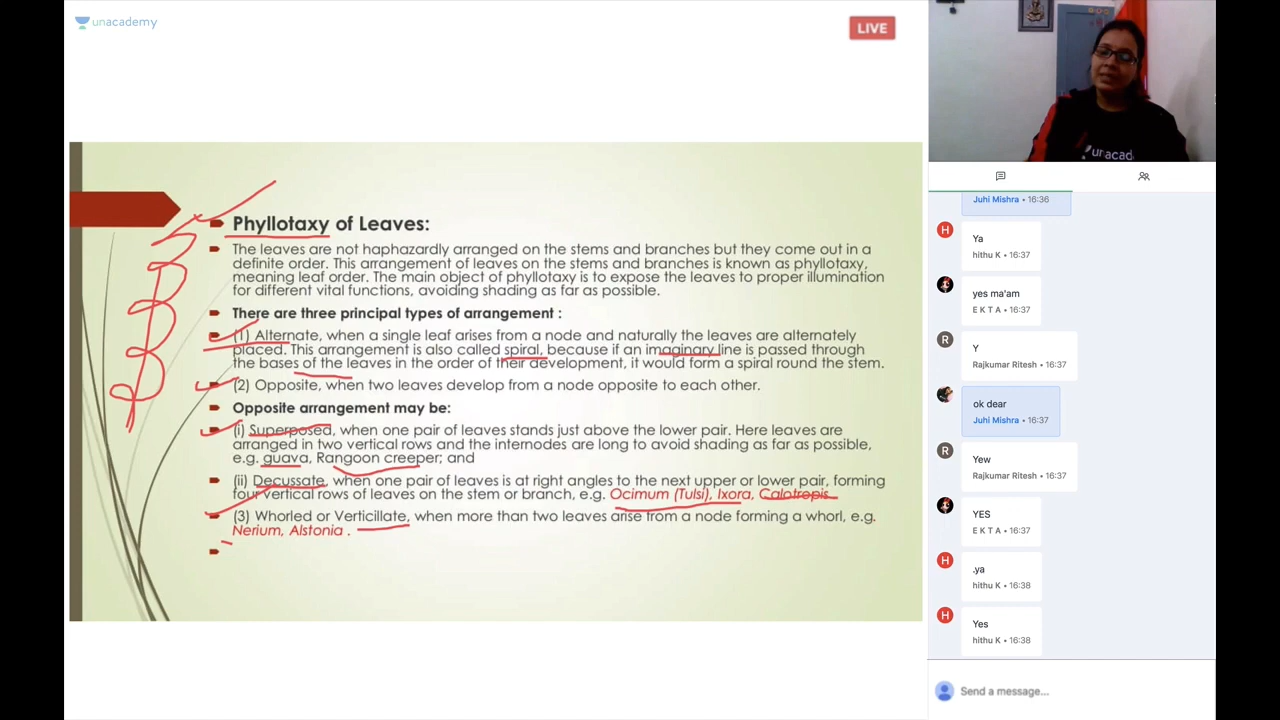 unacademy
LIVE
Phyllotaxy of Leaves:
The leaves are not haphazardly arranged on the stems and branches but they come out in a
definite order. This arrangement of leaves on the stems and branches is known as phyllotaxy,
meaning leaf order. The main object of phyllotaxy is to expose the leaves to proper illumination
for different vital functions, avoiding shading as far as possible.
There are three principal types of arrangement :
(1) Alternate, when a single leaf arises from a node and naturally the leaves are alternately
placed. This arrangement is also called spiral, because if an imaginary line is passed through
the bases of the leaves in the order of their development, it would form a spiral round the stem.
(2) Opposite, when two leaves develop from a node opposite to each other.
Opposite arrangement may be:
(i) Superposed, when one pair of leaves stands just above the lower pair. Here leaves are
arranged in two vertical rows and the internodes are long to avoid shading as far as possible,
e.g. guava, Rangoon creeper; and
(ii) Decussate, when one pair of leaves is at right angles to the next upper or lower pair, forming
four vertical rows of leaves on the stem or branch, e.g. Ocimum (Tulsi), Ixora, Calotropis
(3) Whorled or Verticillate, when more than two leaves arise from a node forming a whorl, e.g.
Nerium, Alstonia .
unacad
Juhi Mishra • 16:36
H
Ya
hithu K • 16:37
yes ma'am
E K T A • 16:37
R
Y
Rajkumar Ritesh • 16:37
ok dear
Juhi Mishra • 16:37
R
Yew
Rajkumar Ritesh • 16:37
YES
E K T A • 16:37
H
.ya
hithu K • 16:38
H
Yes
hithu K • 16:38
Send a message...